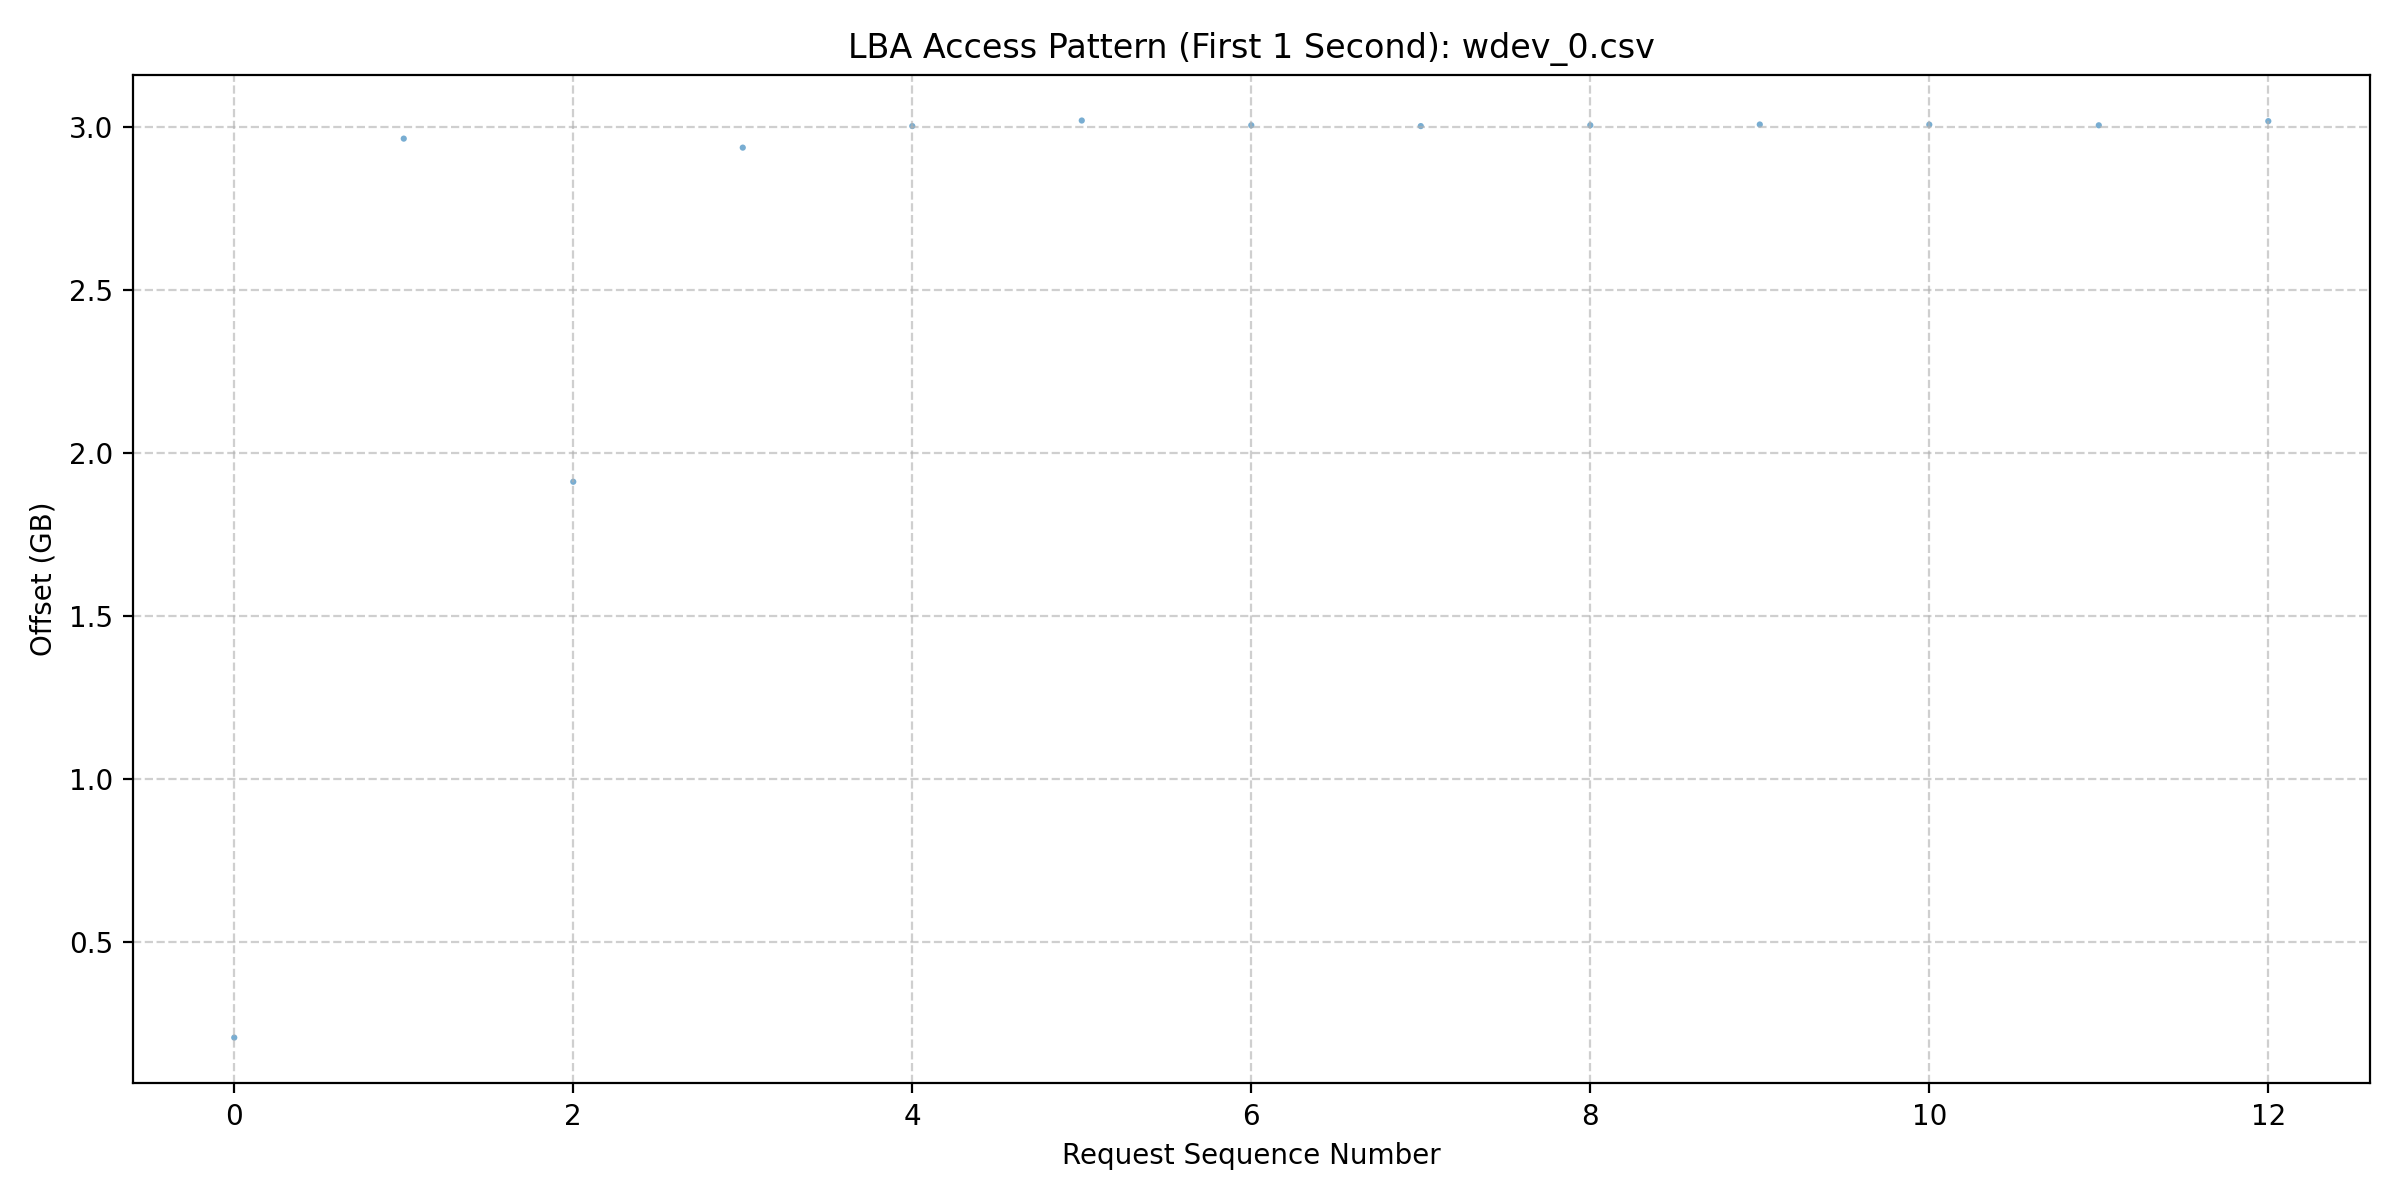 LBA Access Pattern (First 1 Second): wdev_0.csv
3.0
2.5
2.0
1.5
1.0
0.5
Offset (GB)
0 2 4 6 8 10 12
Request Sequence Number